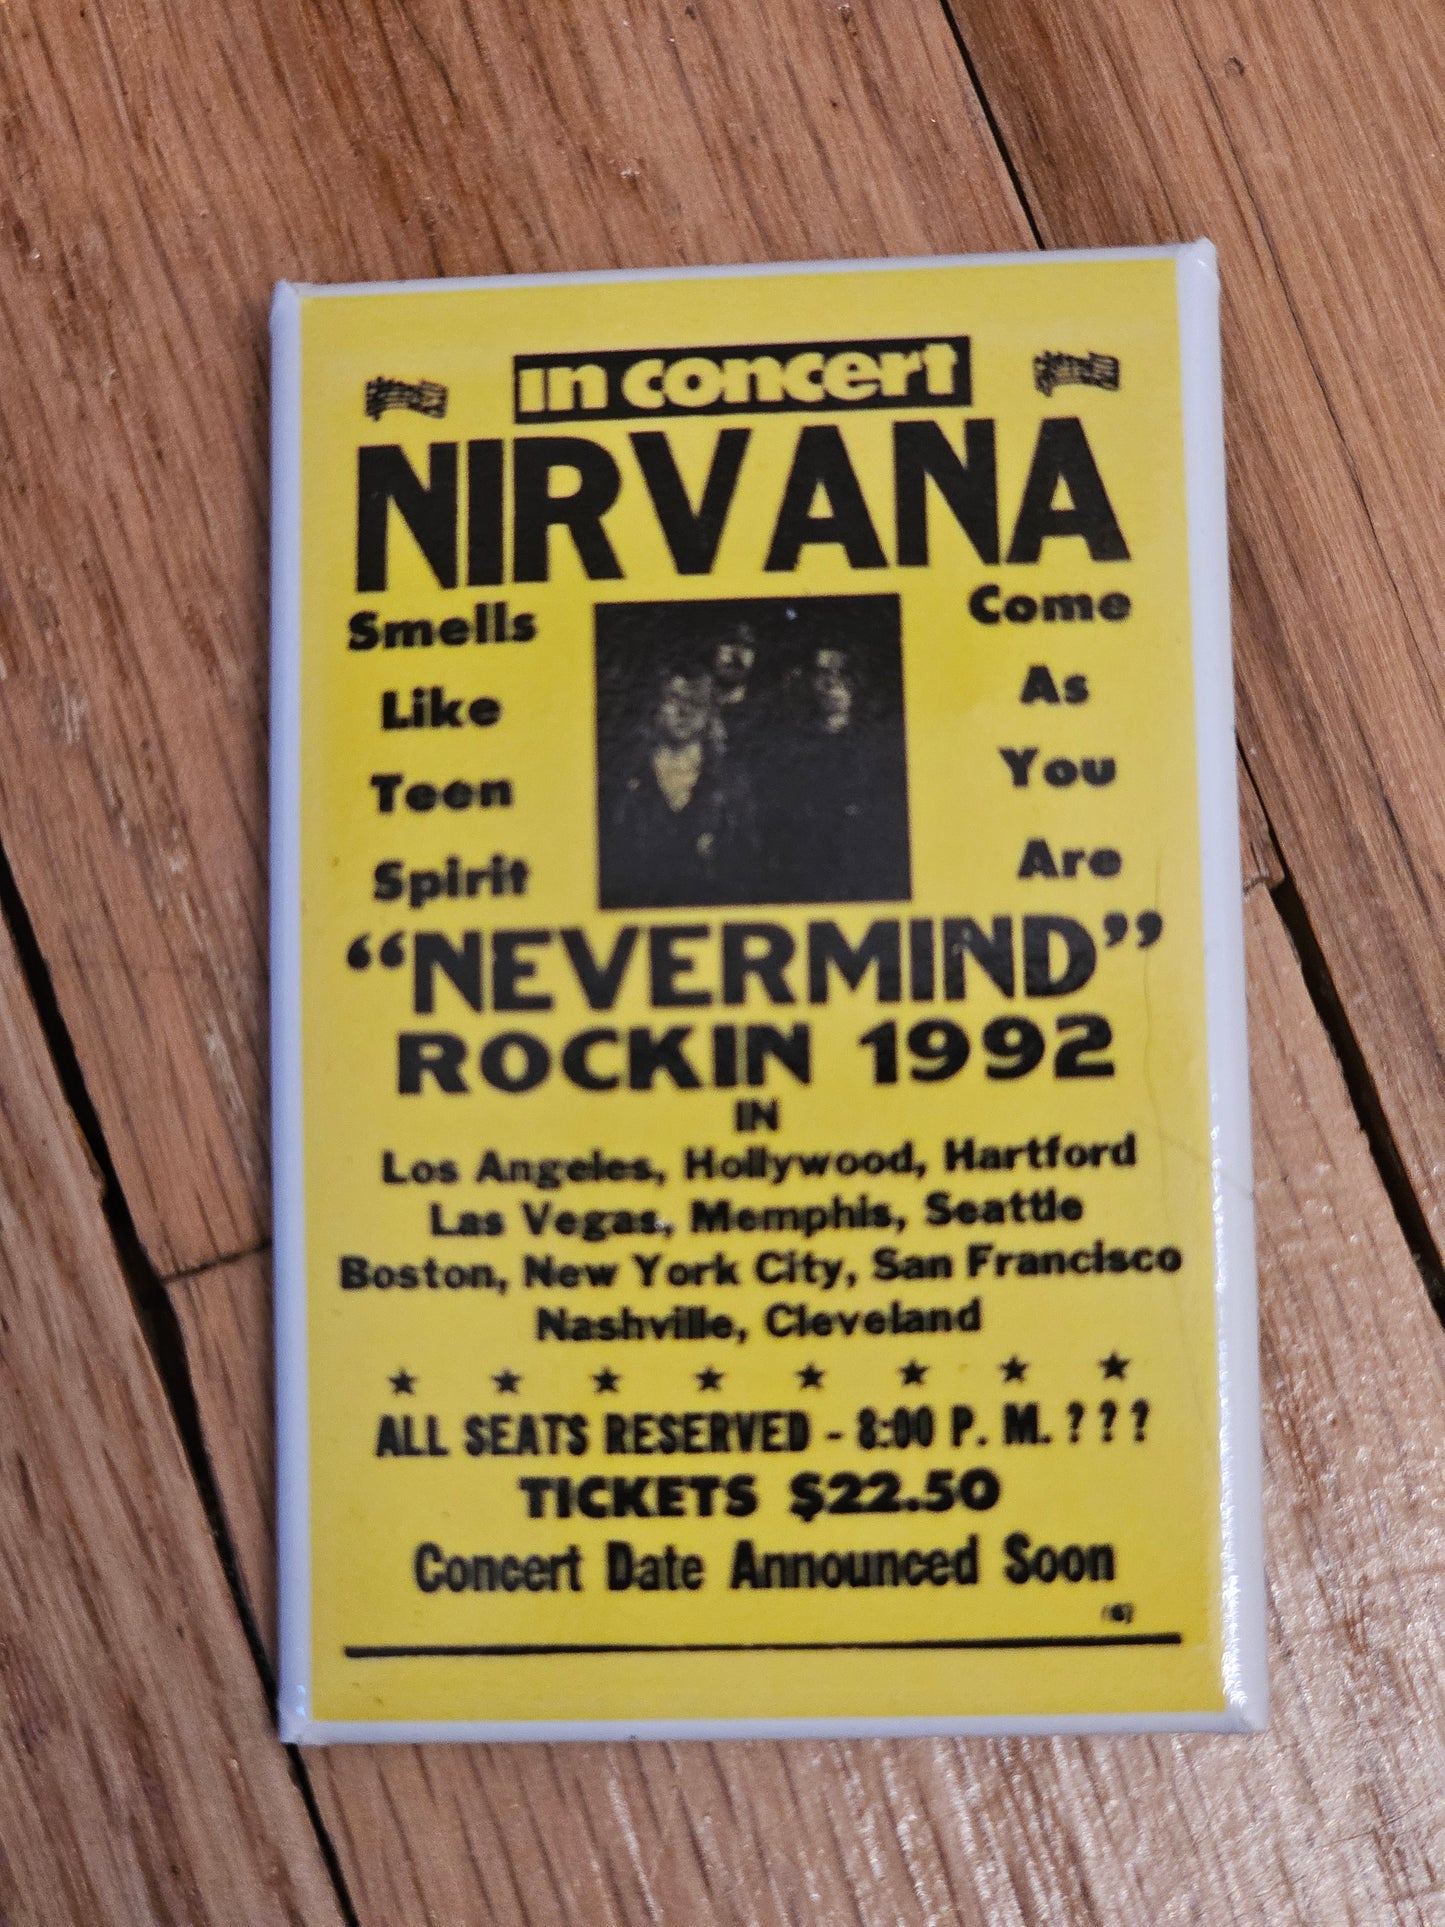 in concert
NIRVANA
Smells
Like
Teen
Spirit
Come
As
You
Are
“NEVERMIND”
ROCKIN 1992
IN
Los Angeles, Hollywood, Hartford
Las Vegas, Memphis, Seattle
Boston, New York City, San Francisco
Nashville, Cleveland
ALL SEATS RESERVED - 8:00 P. M. ? ? ?
TICKETS $22.50
Concert Date Announced Soon